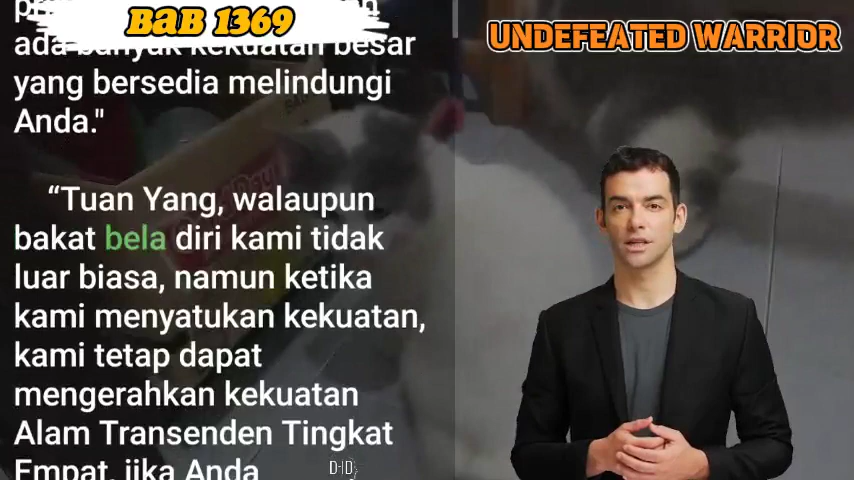 BAB 1369
UNDEFEATED WARRIOR
ada banyak kekuatan besar
yang bersedia melindungi
Anda."
“Tuan Yang, walaupun
bakat bela diri kami tidak
luar biasa, namun ketika
kami menyatukan kekuatan,
kami tetap dapat
mengerahkan kekuatan
Alam Transenden Tingkat
Empat, jika Anda
D-ID